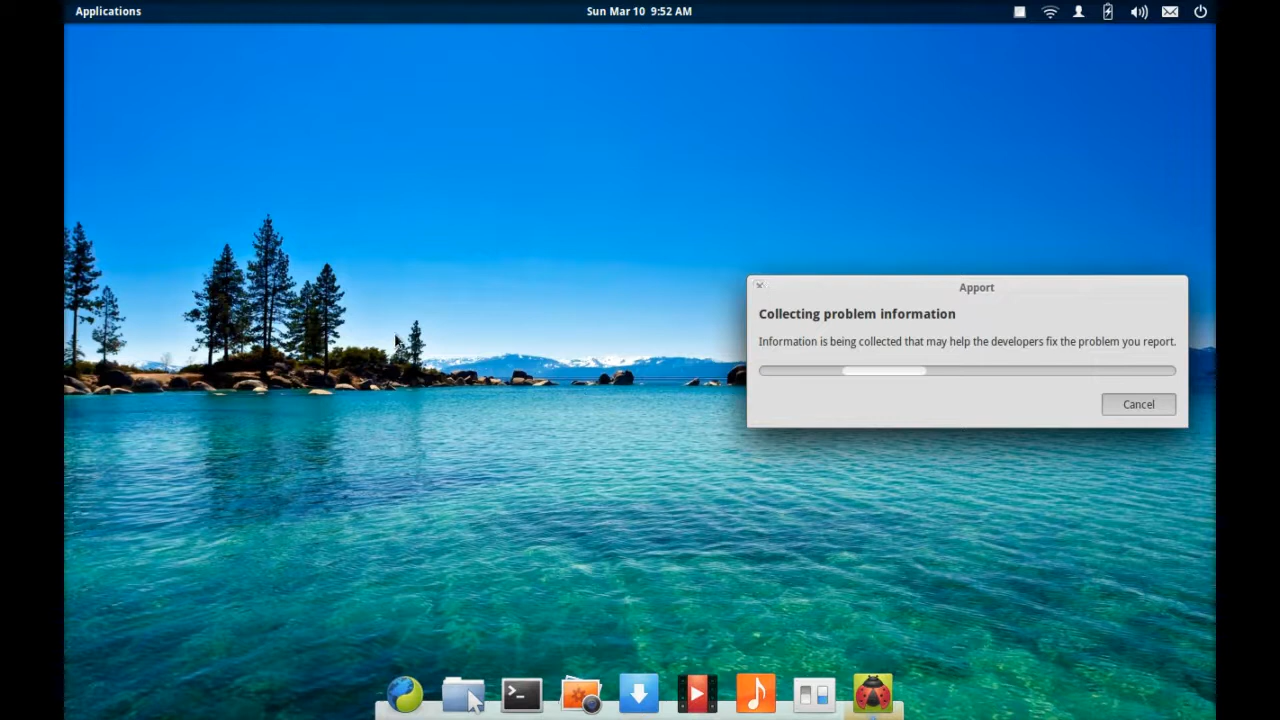 Applications
Sun Mar 10 9:52 AM
Apport
Collecting problem information
Information is being collected that may help the developers fix the problem you report.
Cancel